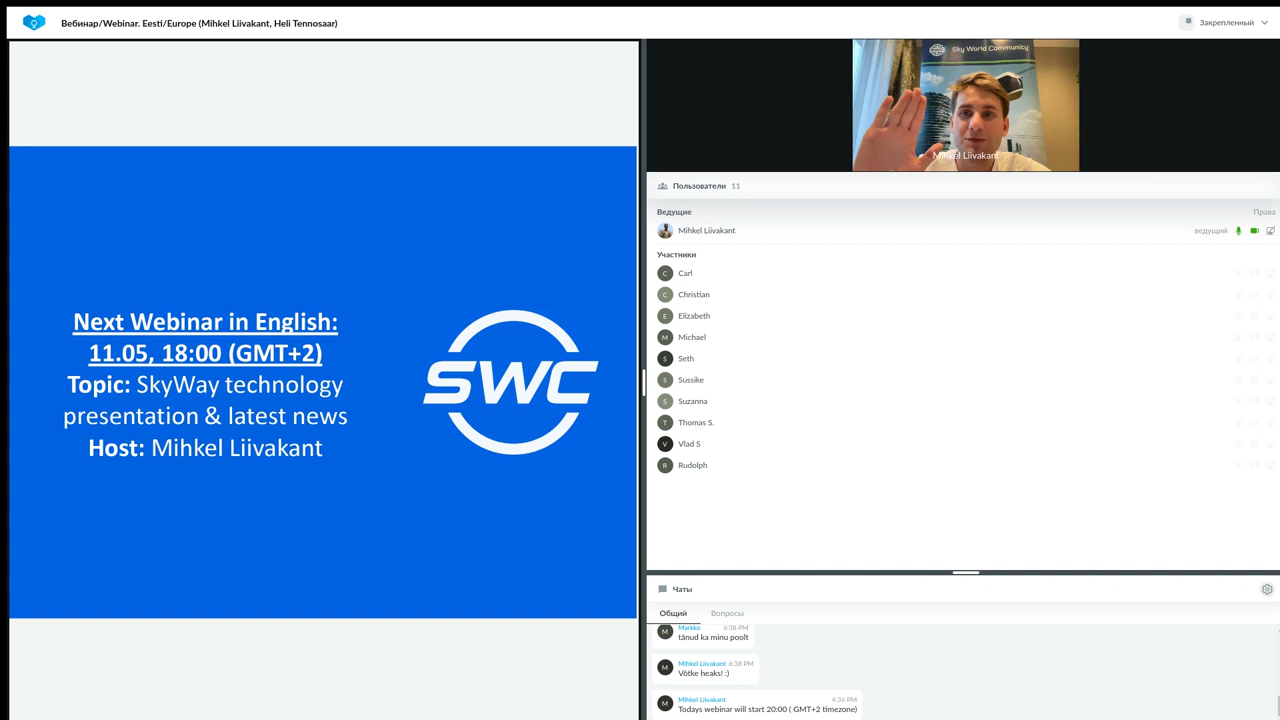 Вебинар/Webinar. Eesti/Europe (Mihkel Liivakant, Heli Tennosaar)
Закрепленный
Next Webinar in English:
11.05, 18:00 (GMT+2)
Topic: SkyWay technology
presentation & latest news
Host: Mihkel Liivakant
SWC
Sky World Community
Mihkel Liivakant
Пользователи 11
Ведущие Права
Mihkel Liivakant ведущий
Участники
C Carl
C Christian
E Elizabeth
M Michael
S Seth
S Sussike
S Suzanna
T Thomas S.
V Vlad S
R Rudolph
Чаты
Общий Вопросы
M Markko 6:38 PM
tänud ka minu poolt
M Mihkel Liivakant 6:38 PM
Võtke heaks! :)
M Mihkel Liivakant 4:36 PM
Todays webinar will start 20:00 ( GMT+2 timezone)